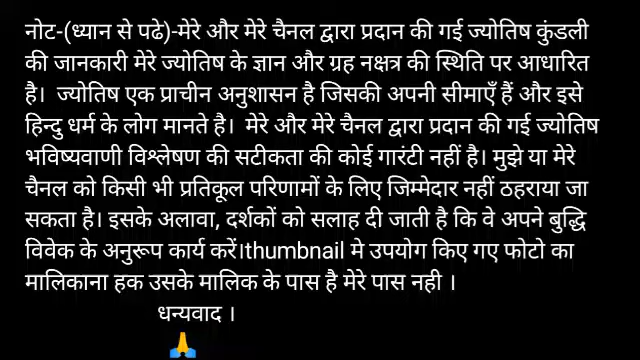 नोट-(ध्यान से पढे)-मेरे और मेरे चैनल द्वारा प्रदान की गई ज्योतिष कुंडली
की जानकारी मेरे ज्योतिष के ज्ञान और ग्रह नक्षत्र की स्थिति पर आधारित
है। ज्योतिष एक प्राचीन अनुशासन है जिसकी अपनी सीमाएँ हैं और इसे
हिन्दु धर्म के लोग मानते है। मेरे और मेरे चैनल द्वारा प्रदान की गई ज्योतिष
भविष्यवाणी विश्लेषण की सटीकता की कोई गारंटी नहीं है। मुझे या मेरे
चैनल को किसी भी प्रतिकूल परिणामों के लिए जिम्मेदार नहीं ठहराया जा
सकता है। इसके अलावा, दर्शकों को सलाह दी जाती है कि वे अपने बुद्धि
विवेक के अनुरूप कार्य करें।thumbnail मे उपयोग किए गए फोटो का
मालिकाना हक उसके मालिक के पास है मेरे पास नही ।
धन्यवाद ।
🙏